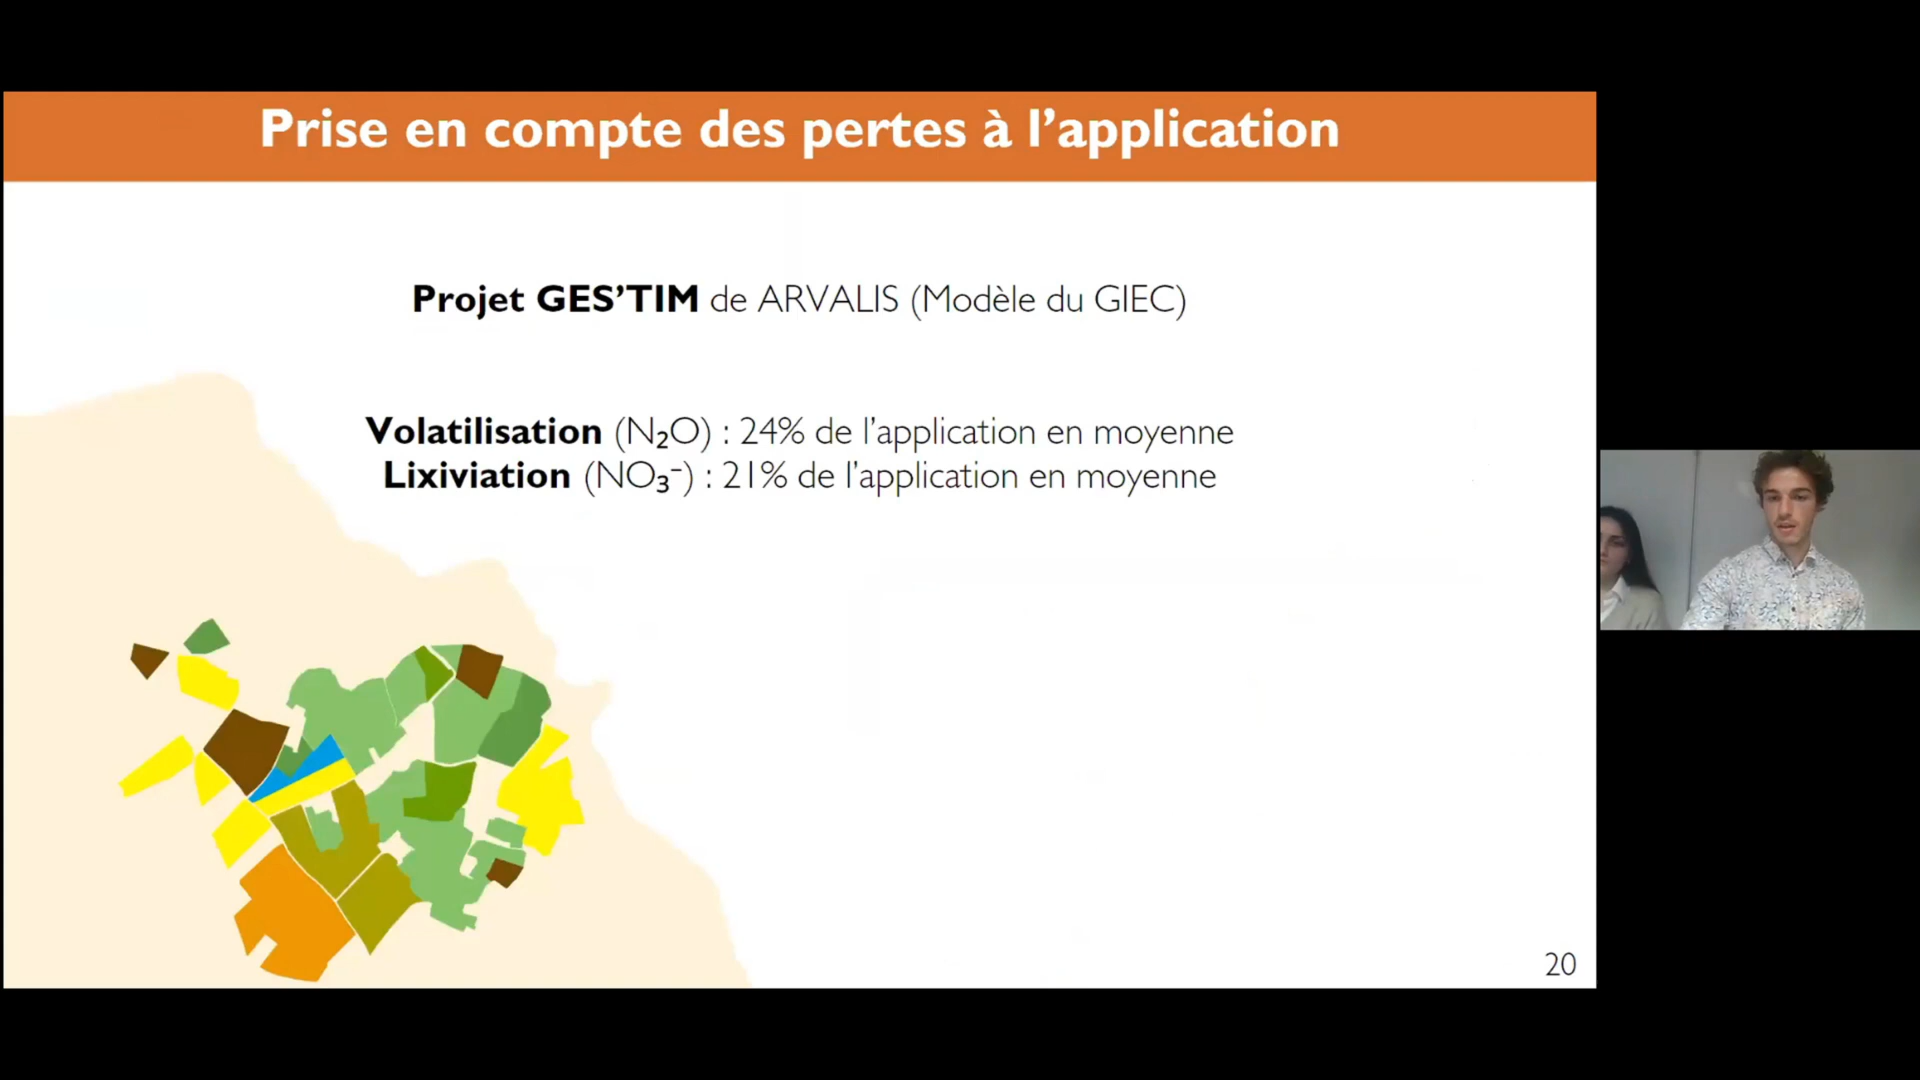 Prise en compte des pertes à l’application
Projet GES’TIM de ARVALIS (Modèle du GIEC)
Volatilisation (N₂O) : 24% de l’application en moyenne
Lixiviation (NO₃⁻) : 21% de l’application en moyenne
20